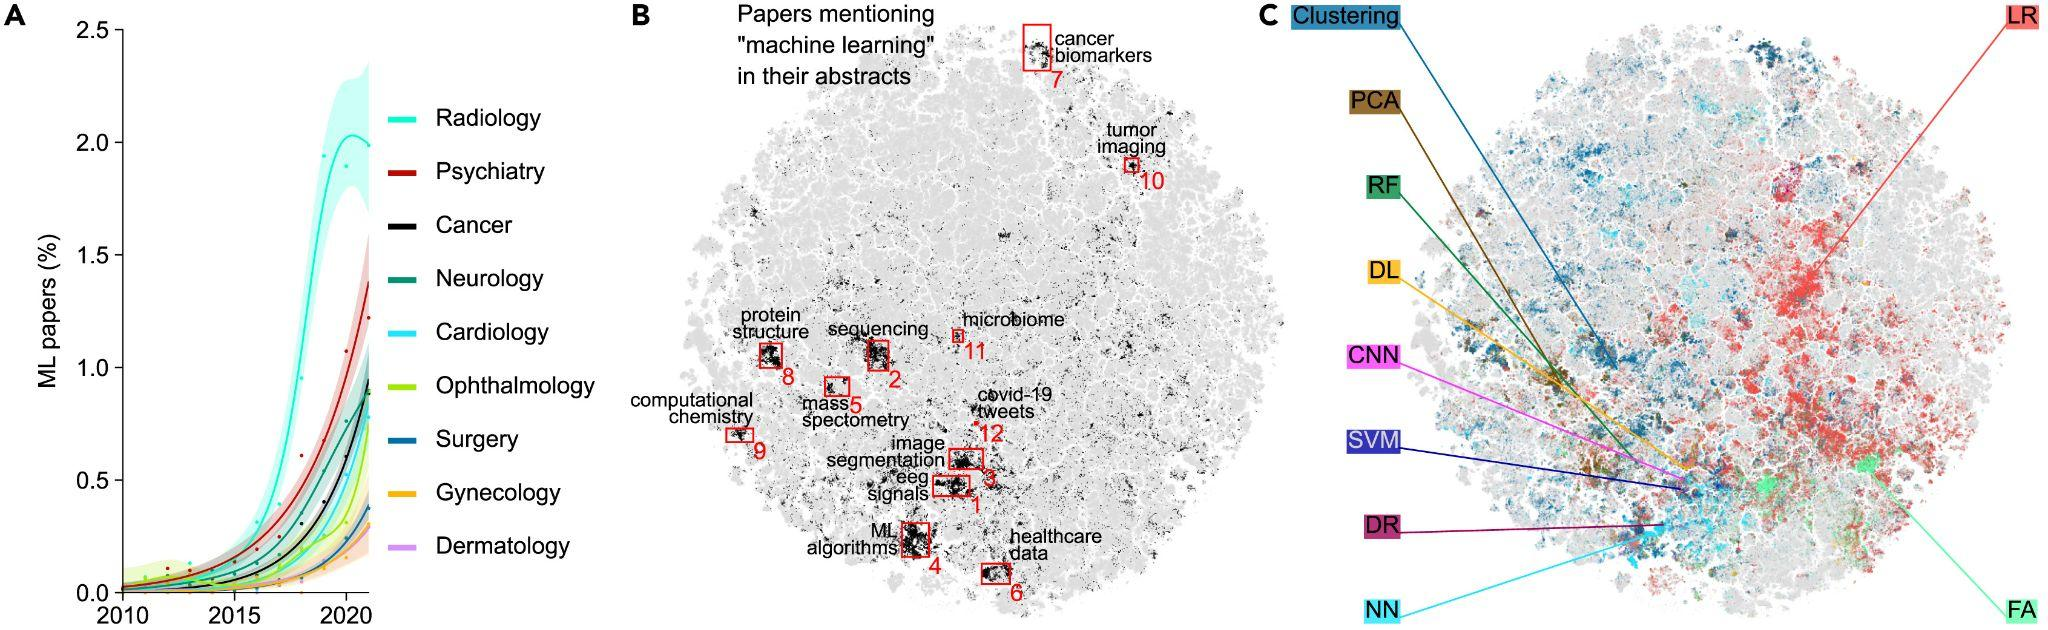 A
2.5
2.0
1.5
1.0
0.5
0.0
ML papers (%)
2010
2015
2020
Radiology
Psychiatry
Cancer
Neurology
Cardiology
Ophthalmology
Surgery
Gynecology
Dermatology
B
Papers mentioning
"machine learning"
in their abstracts
cancer
biomarkers
7
tumor
imaging
10
protein
structure
8
sequencing
2
microbiome
11
mass
spectometry
5
computational
chemistry
9
covid-19
tweets
12
image
segmentation
3
eeg
signals
1
ML
algorithms
4
healthcare
data
6
C
Clustering
PCA
RF
DL
CNN
SVM
DR
NN
LR
FA